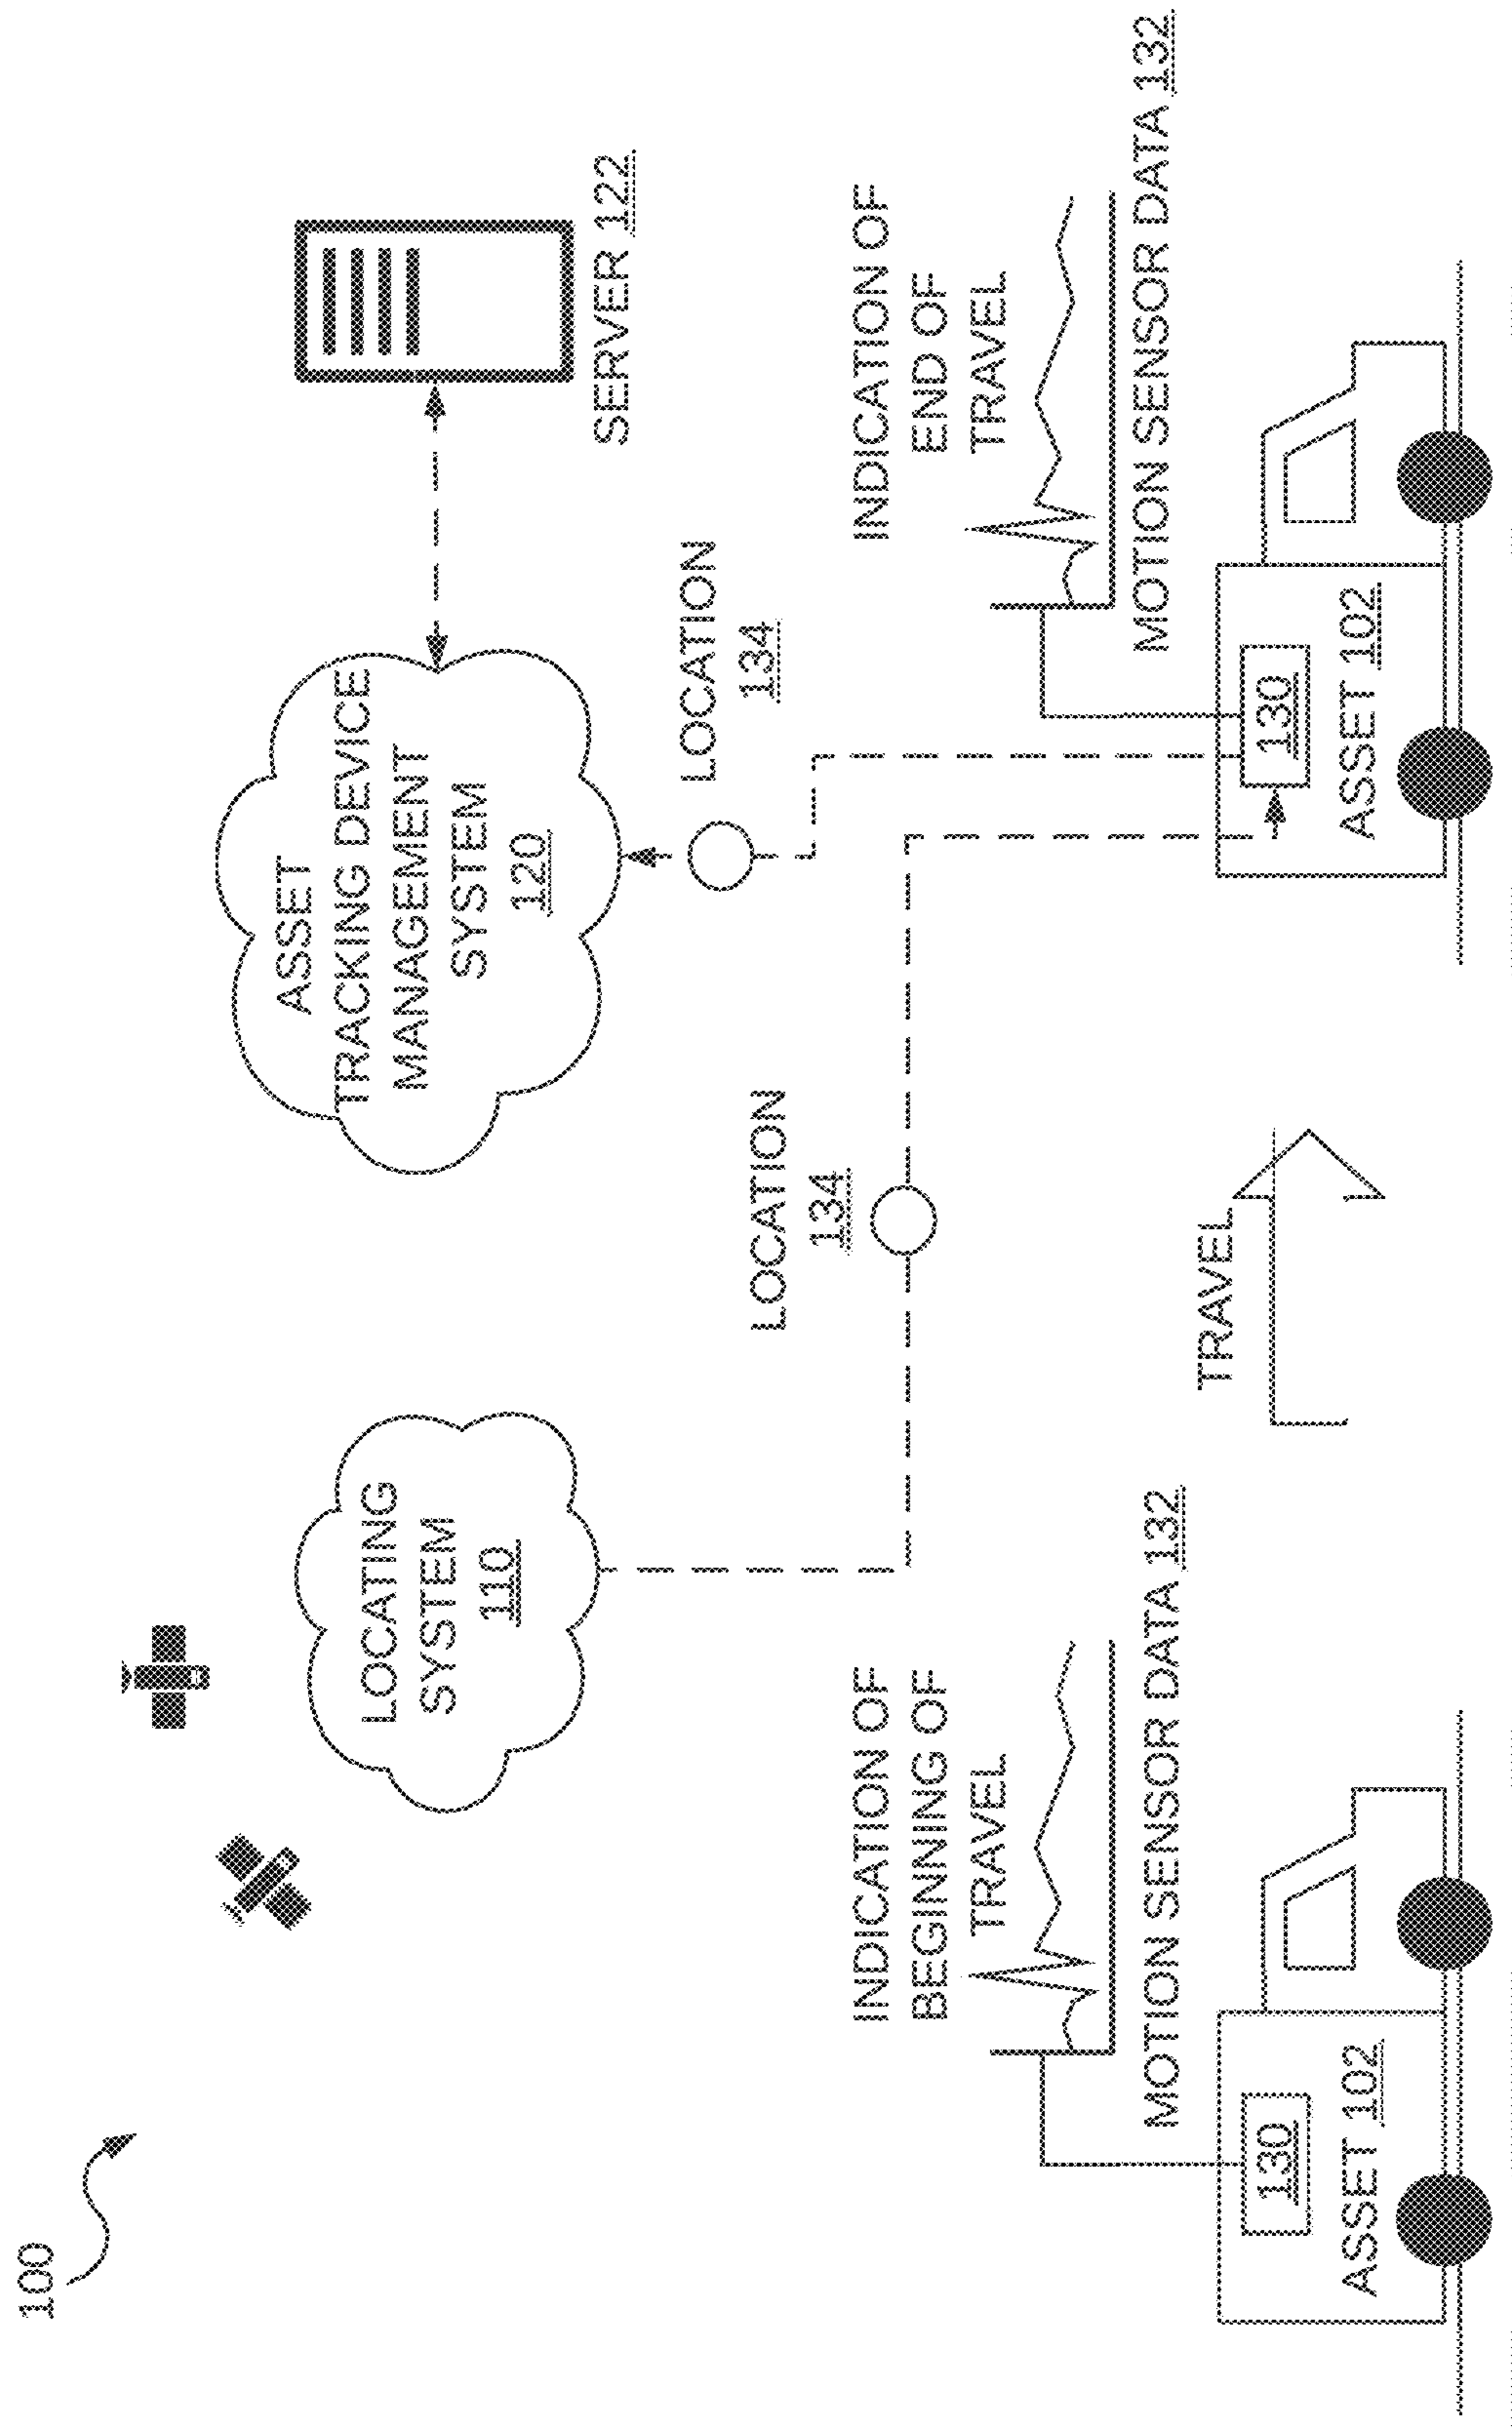 100
LOCATING
SYSTEM
110
ASSET
TRACKING DEVICE
MANAGEMENT
SYSTEM
120
SERVER 122
LOCATION
134
LOCATION
134
INDICATION OF
BEGINNING OF
TRAVEL
MOTION SENSOR DATA 132
130
ASSET 102
TRAVEL
INDICATION OF
END OF
TRAVEL
MOTION SENSOR DATA 132
130
ASSET 102